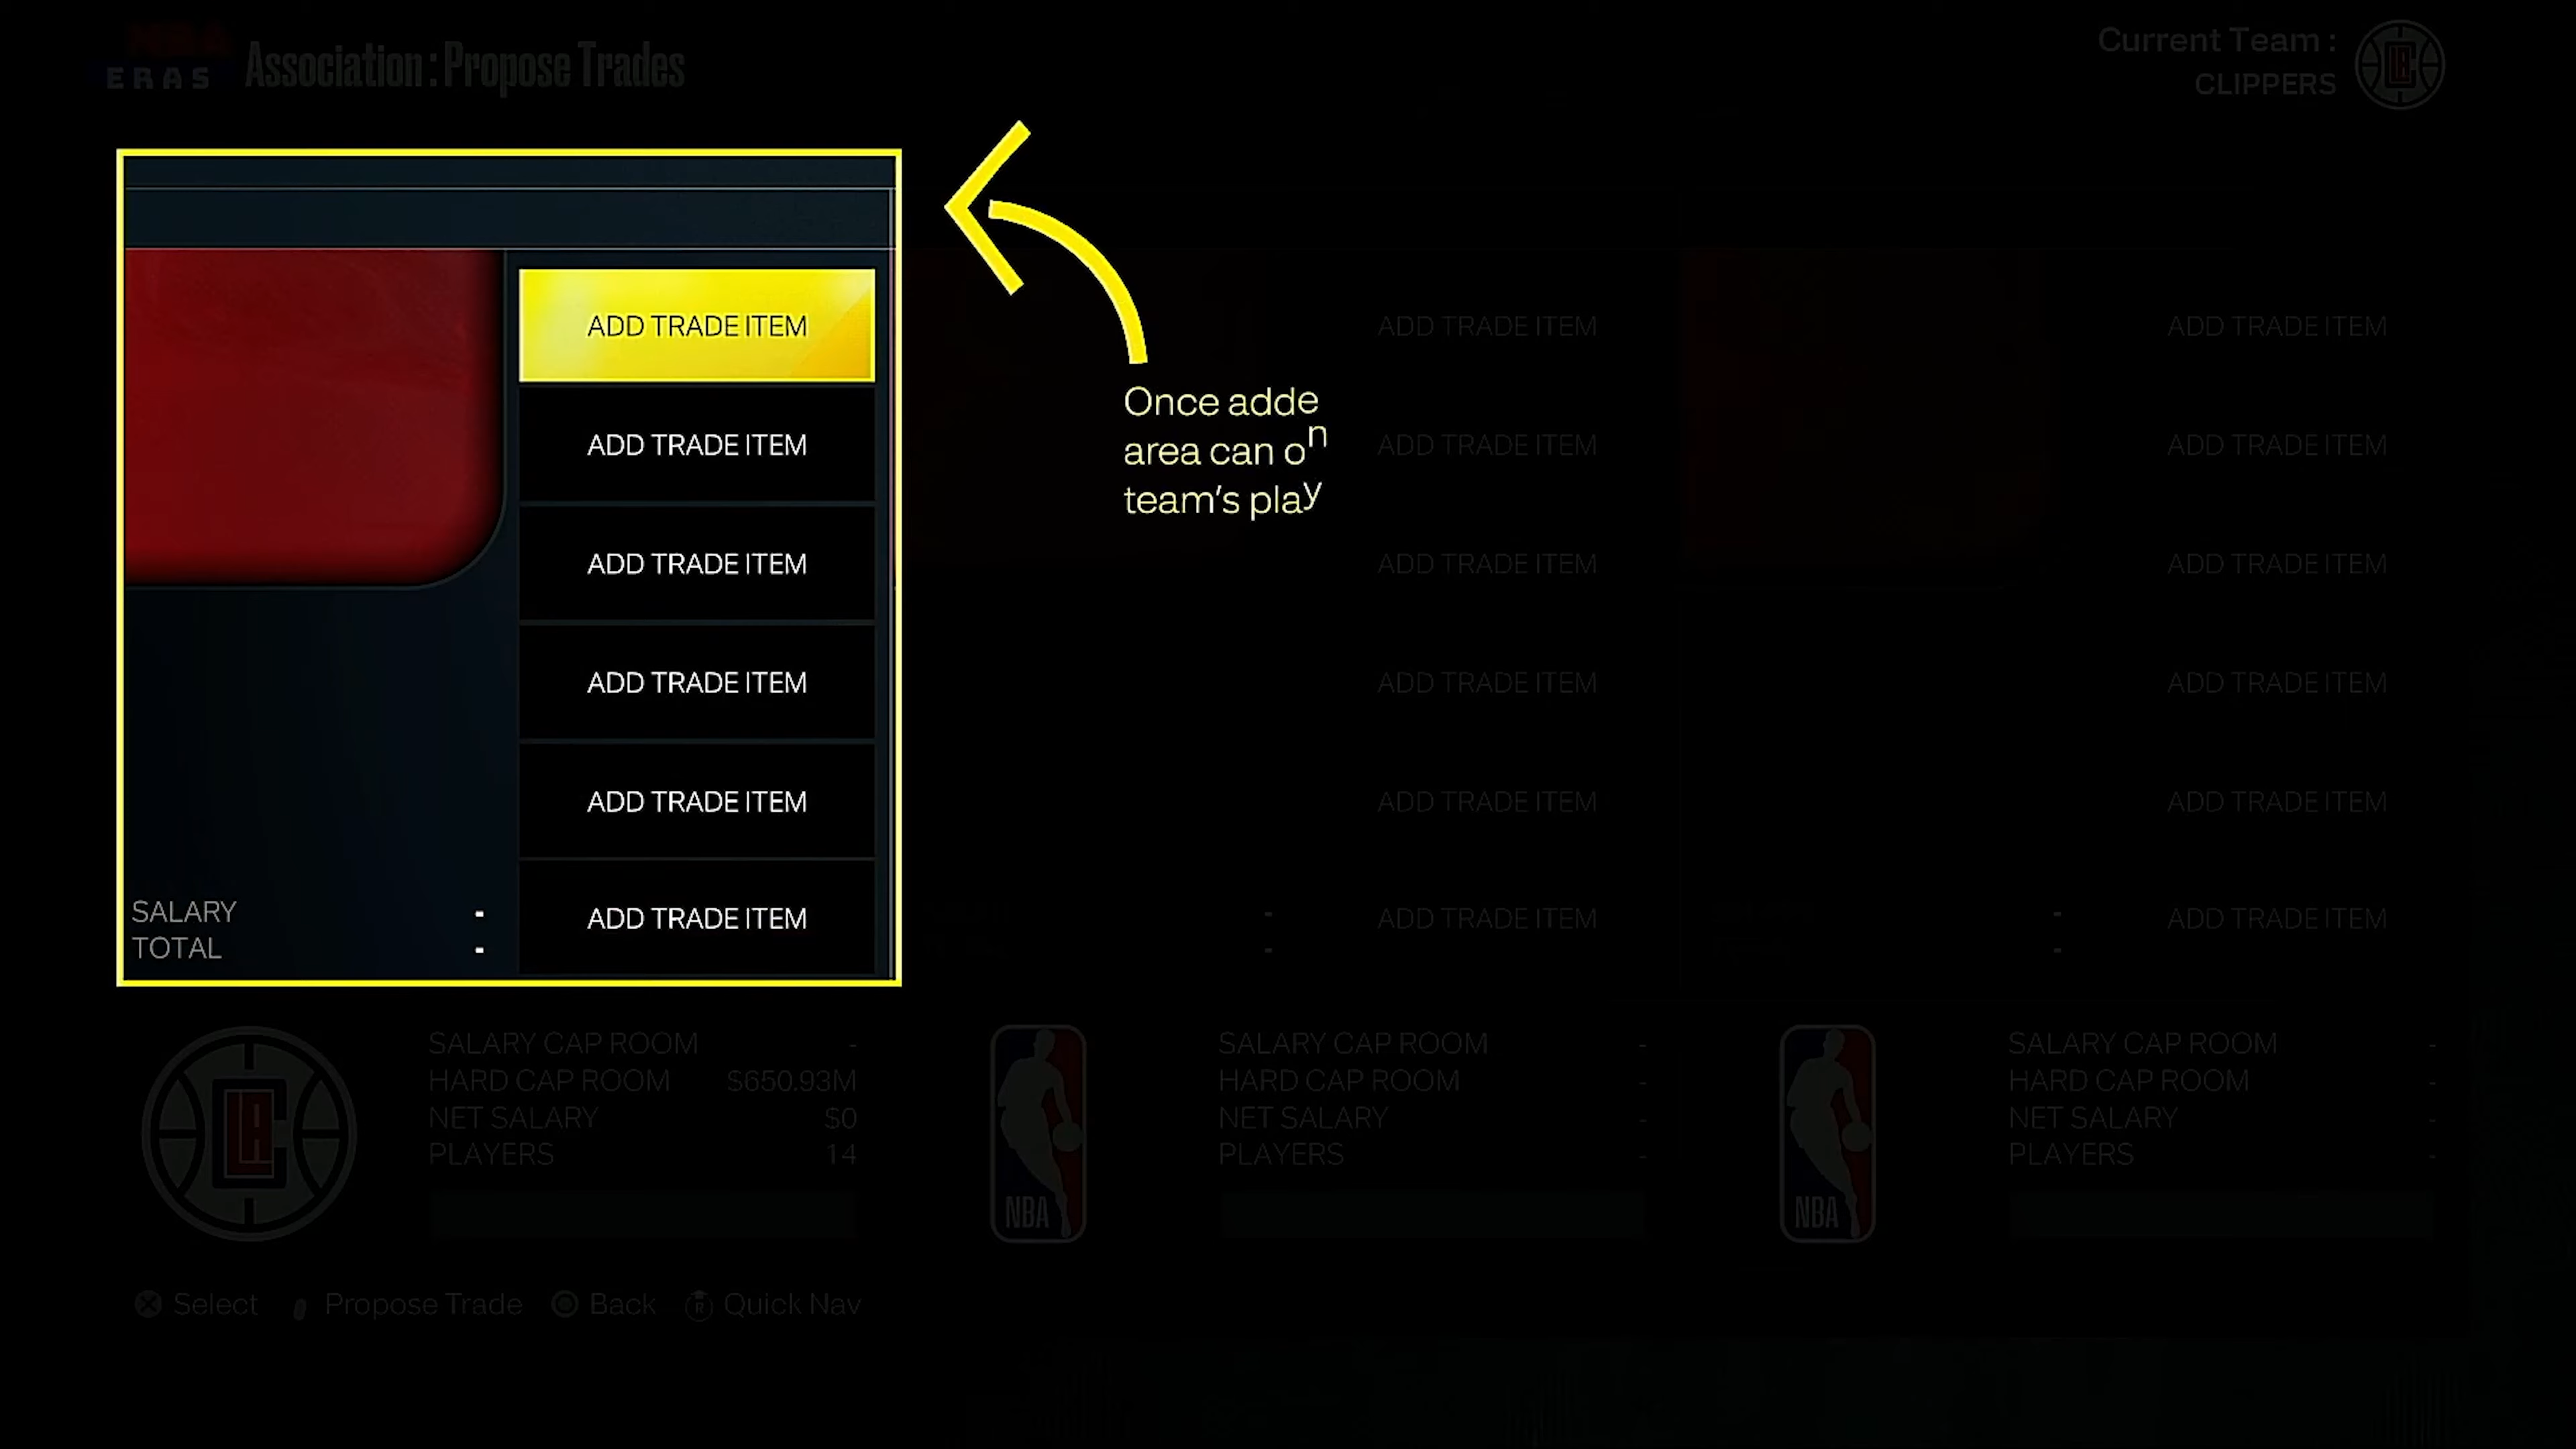 NBA
ERAS
Association : Propose Trades
Current Team :
CLIPPERS
ADD TRADE ITEM
ADD TRADE ITEM
ADD TRADE ITEM
ADD TRADE ITEM
ADD TRADE ITEM
ADD TRADE ITEM
SALARY -
TOTAL -
Once adde
area can on
team's play
ADD TRADE ITEM
ADD TRADE ITEM
ADD TRADE ITEM
ADD TRADE ITEM
ADD TRADE ITEM
ADD TRADE ITEM
-
-
ADD TRADE ITEM
ADD TRADE ITEM
ADD TRADE ITEM
ADD TRADE ITEM
ADD TRADE ITEM
ADD TRADE ITEM
-
-
SALARY CAP ROOM -
HARD CAP ROOM $650.93M
NET SALARY $0
PLAYERS 14
NBA
SALARY CAP ROOM -
HARD CAP ROOM -
NET SALARY -
PLAYERS -
NBA
SALARY CAP ROOM -
HARD CAP ROOM -
NET SALARY -
PLAYERS -
Select Propose Trade Back R Quick Nav